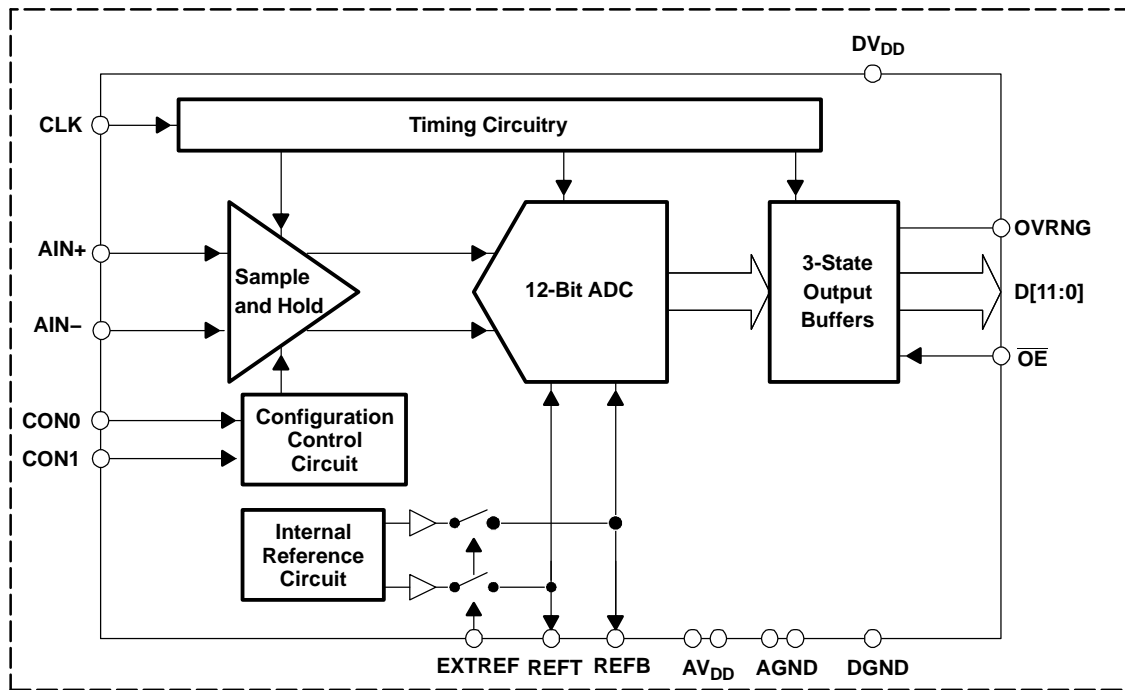 DVDD
CLK
Timing Circuitry
AIN+
AIN−
Sample
and Hold
12-Bit ADC
3-State
Output
Buffers
OVRNG
D[11:0]
O̅E̅
CON0
CON1
Configuration
Control
Circuit
Internal
Reference
Circuit
EXTREF
REFT
REFB
AVDD
AGND
DGND